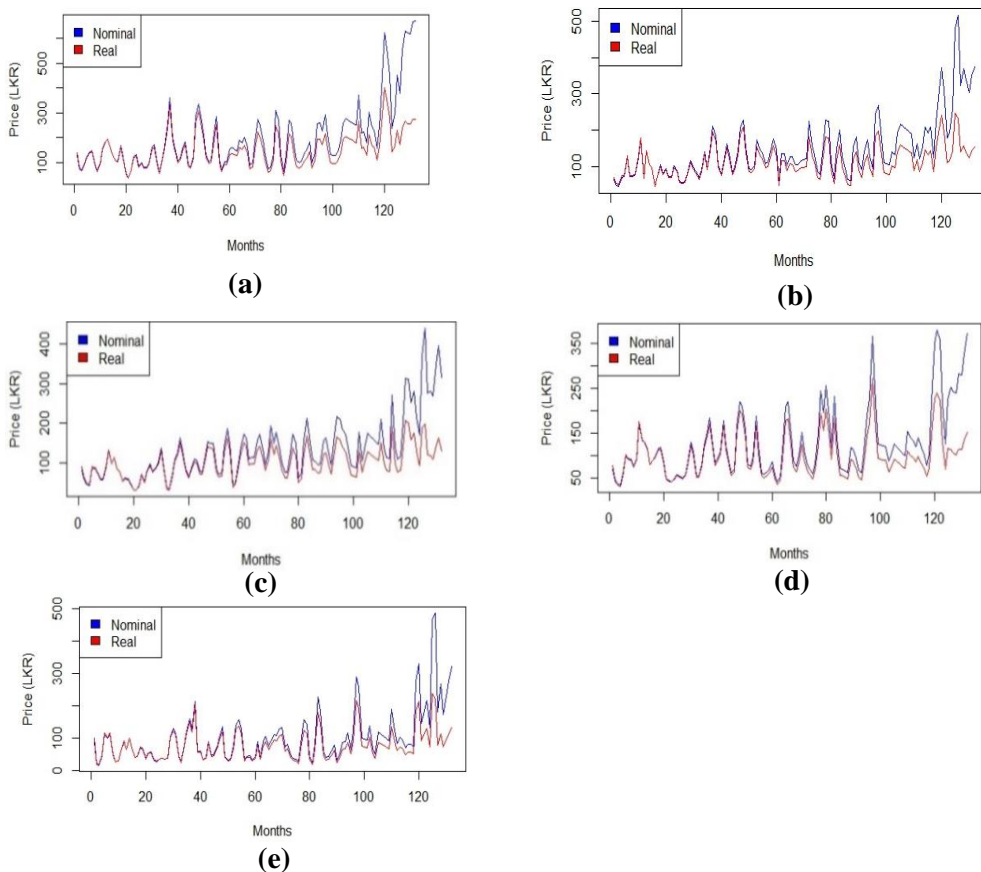 Nominal
Real
Price (LKR)
100 300 500
0 20 40 60 80 100 120
Months
(a)
Nominal
Real
Price (LKR)
100 300 500
0 20 40 60 80 100 120
Months
(b)
Nominal
Real
Price (LKR)
100 200 300 400
0 20 40 60 80 100 120
Months
(c)
Nominal
Real
Price (LKR)
50 150 250 350
0 20 40 60 80 100 120
Months
(d)
Nominal
Real
Price (LKR)
0 100 300 500
0 20 40 60 80 100 120
Months
(e)